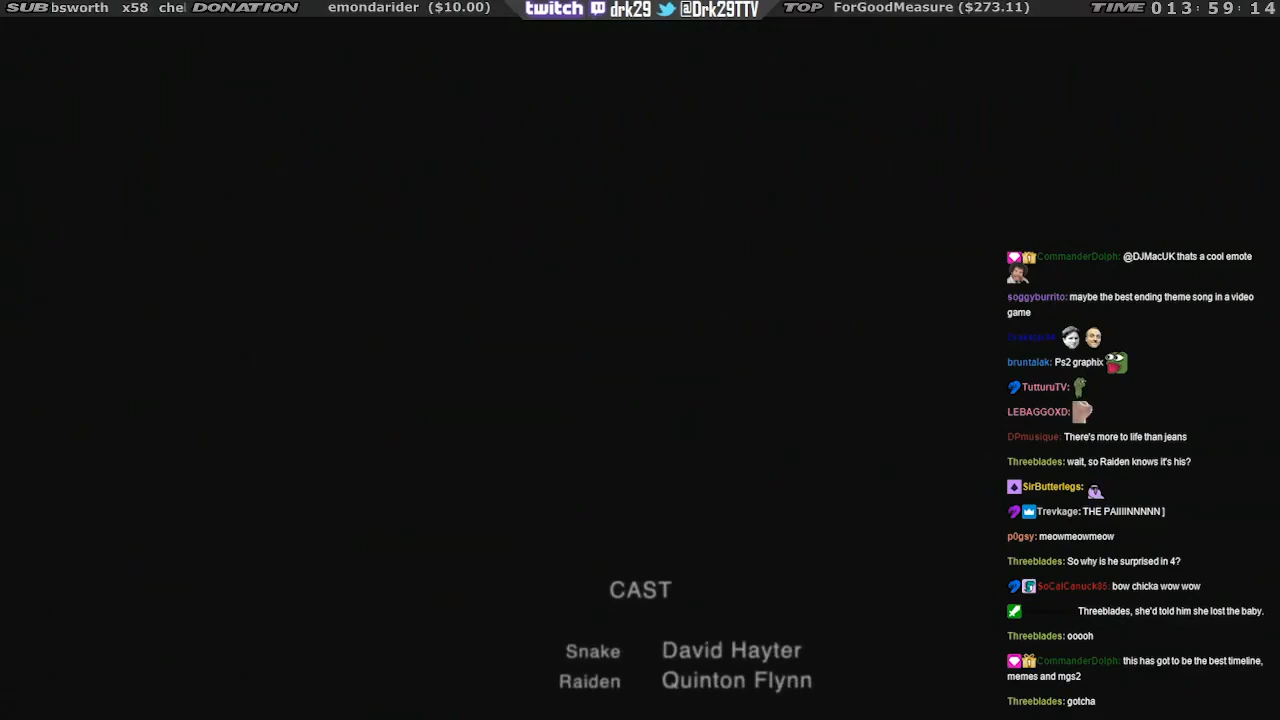 SUB bsworth x58 che DONATION emondarider ($10.00) twitch drk29 @Drk29TTV TOP ForGoodMeasure ($273.11) TIME 013:59:14
CommanderDolph: @DJMacUK thats a cool emote
soggyburrito: maybe the best ending theme song in a video
game
bruntalak: Ps2 graphix
TutturuTV:
LEBAGGOXD:
DPmusique: There's more to life than jeans
Threeblades: wait, so Raiden knows it's his?
SirButterlegs:
Trevkage: THE PAIIIINNNNN ]
p0gsy: meowmeowmeow
Threeblades: So why is he surprised in 4?
SoCalCanuck85: bow chicka wow wow
Threeblades, she'd told him she lost the baby.
Threeblades: ooooh
CommanderDolph: this has got to be the best timeline,
memes and mgs2
Threeblades: gotcha
CAST
Snake David Hayter
Raiden Quinton Flynn